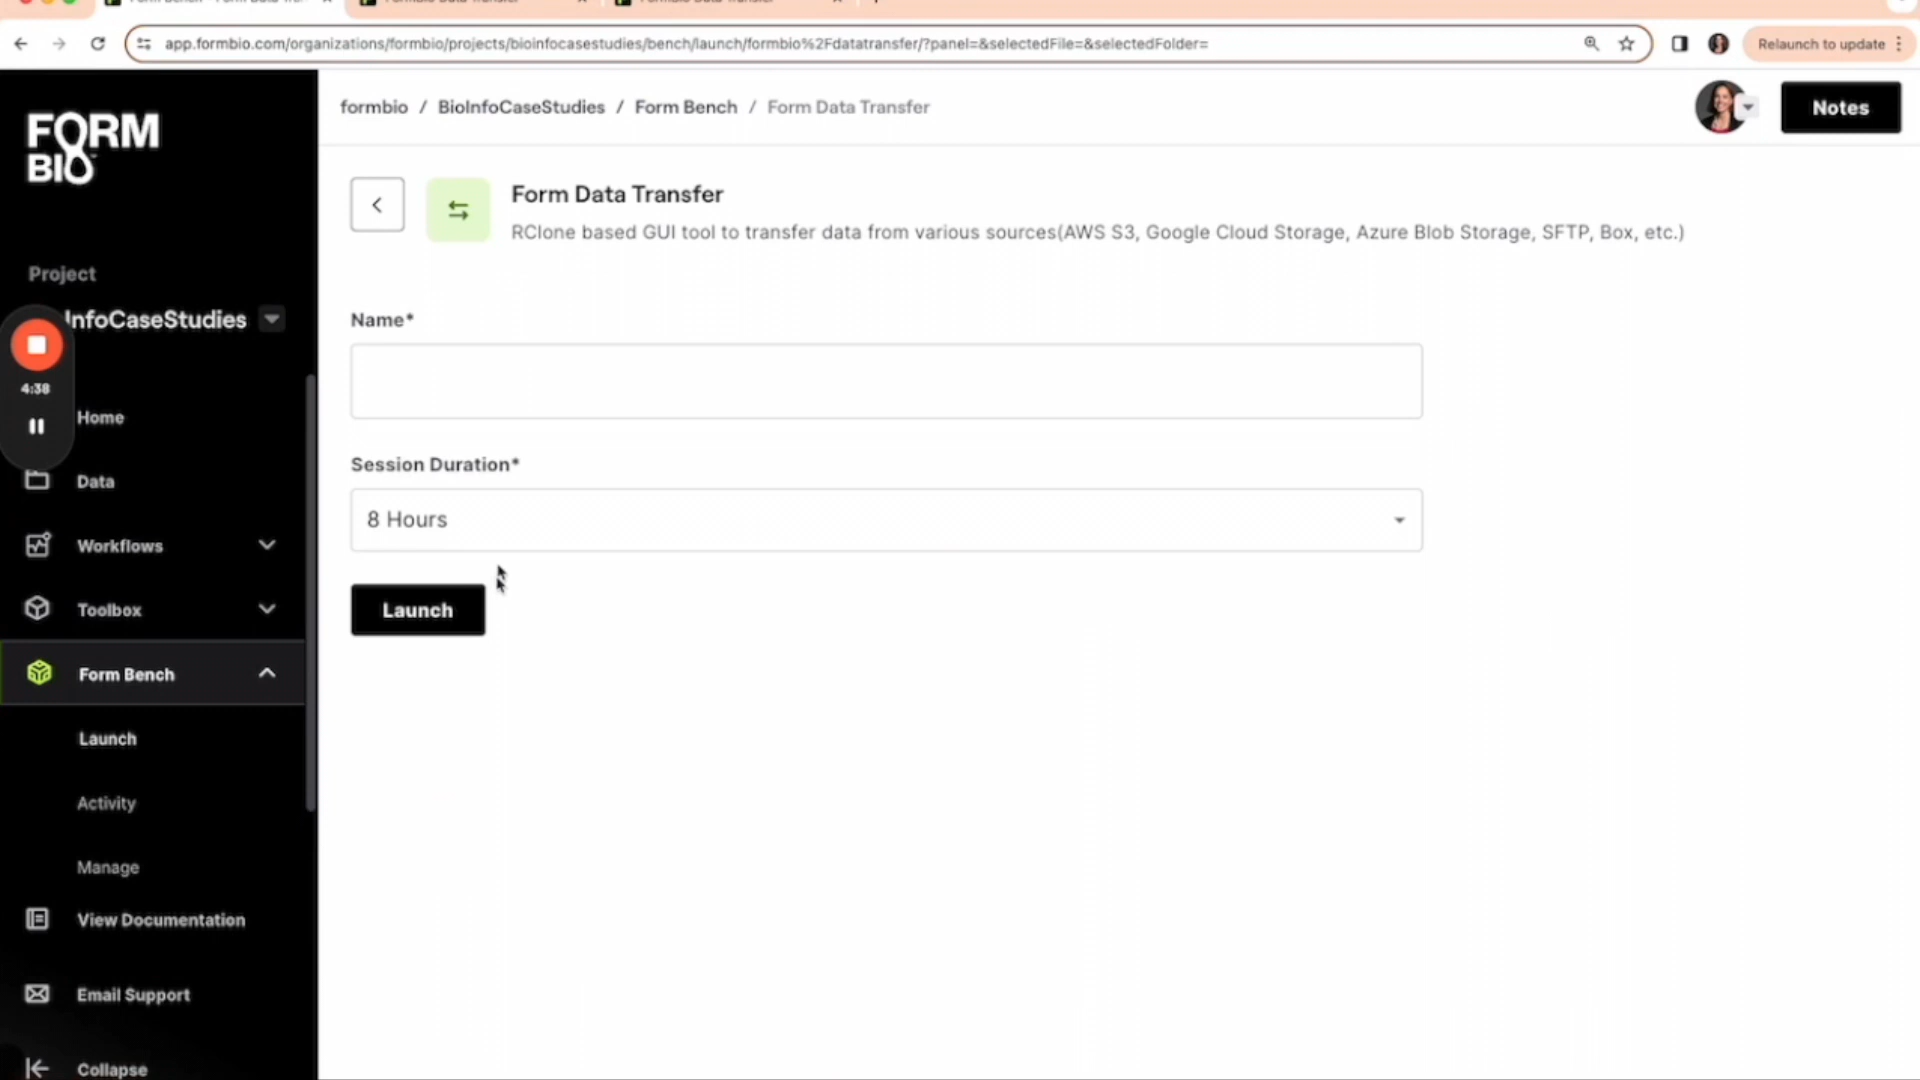 app.formbio.com/organizations/formbio/projects/bioinfocasestudies/bench/launch/formbio%2Fdatatransfer/?panel=&selectedFile=&selectedFolder=
Relaunch to update
FORM
BIO
formbio / BioInfoCaseStudies / Form Bench / Form Data Transfer
Notes
Form Data Transfer
RClone based GUI tool to transfer data from various sources(AWS S3, Google Cloud Storage, Azure Blob Storage, SFTP, Box, etc.)
Project
InfoCaseStudies
4:38
Home
Data
Workflows
Toolbox
Form Bench
Launch
Activity
Manage
View Documentation
Email Support
Collapse
Name*
Session Duration*
8 Hours
Launch